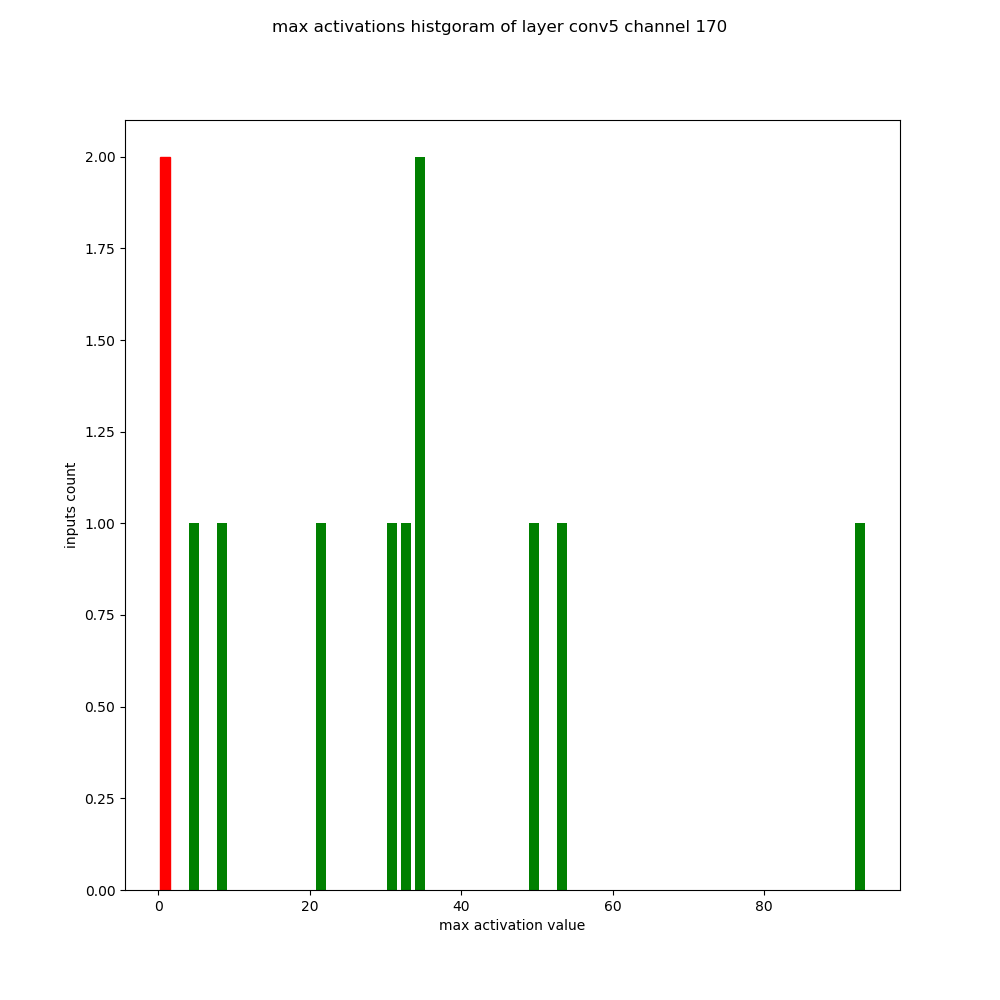 max activations histgoram of layer conv5 channel 170
2.00
1.75
1.50
1.25
1.00
0.75
0.50
0.25
0.00
inputs count
0 20 40 60 80
max activation value